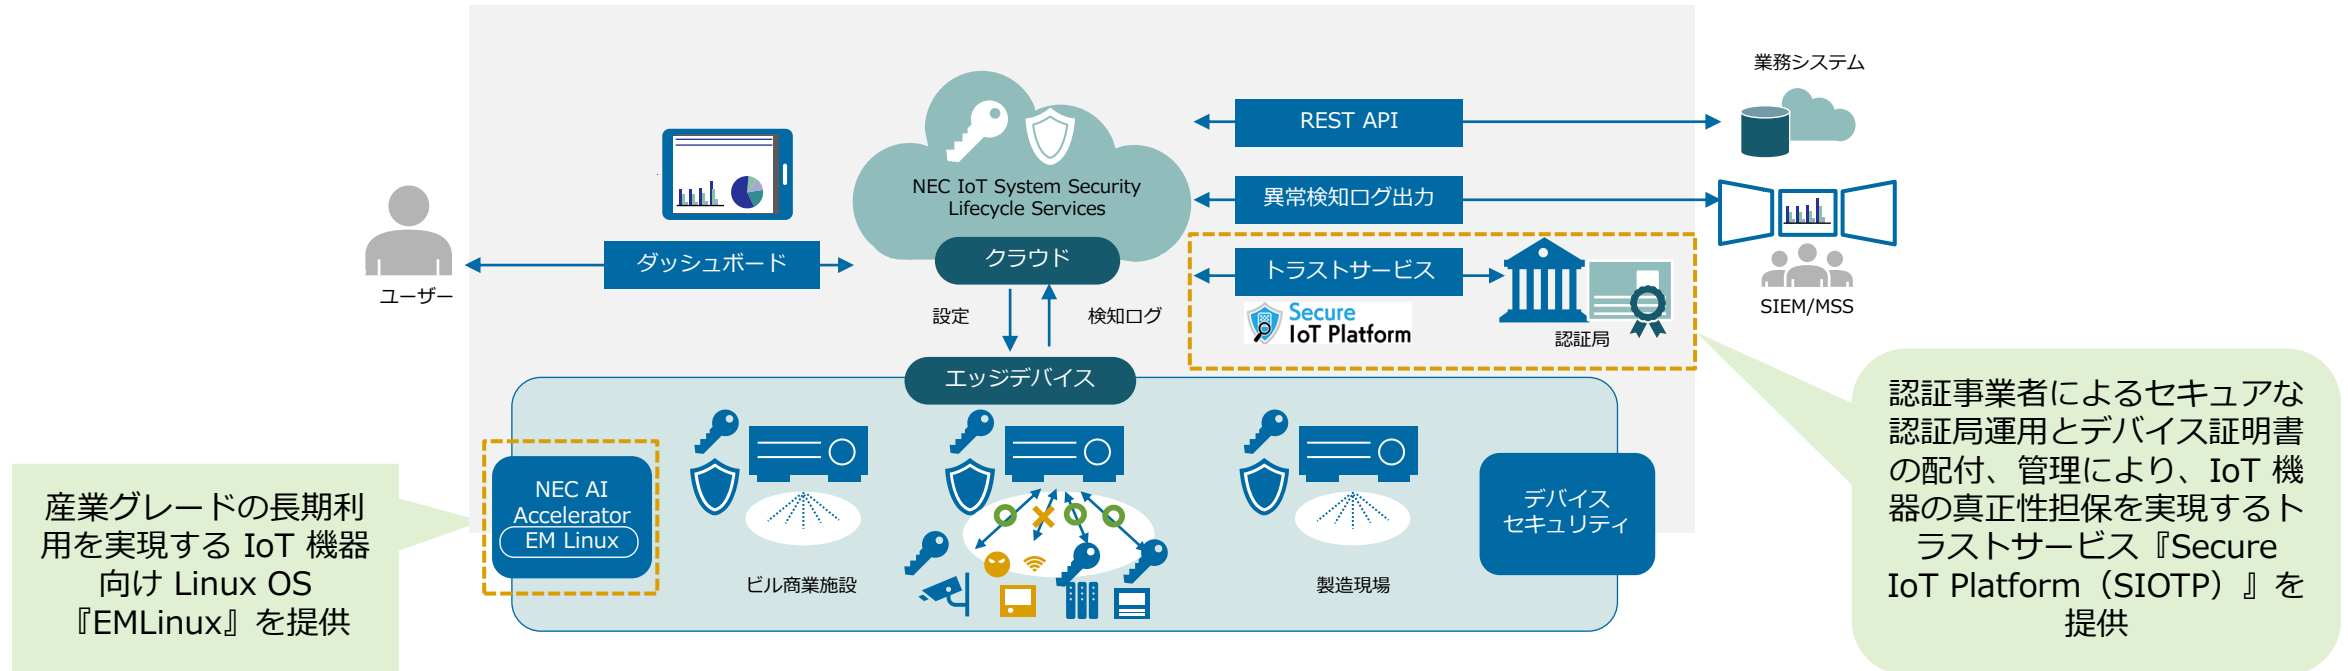 業務システム
REST API
NEC IoT System Security
Lifecycle Services
異常検知ログ出力
クラウド
ダッシュボード
トラストサービス
ユーザー
Secure
IoT Platform
認証局
SIEM/MSS
設定
検知ログ
エッジデバイス
NEC AI
Accelerator
EM Linux
ビル商業施設
製造現場
デバイス
セキュリティ
産業グレードの長期利
用を実現する IoT 機器
向け Linux OS
『EMLinux』を提供
認証事業者によるセキュアな
認証局運用とデバイス証明書
の配付、管理により、IoT 機
器の真正性担保を実現するト
ラストサービス『Secure
IoT Platform（SIOTP）』を
提供